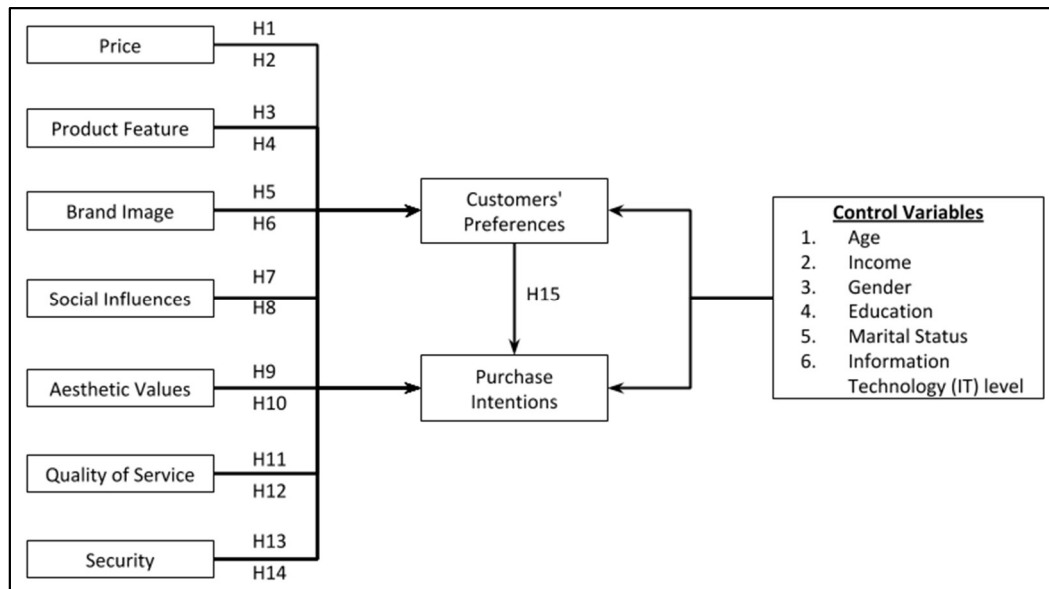 Price
H1
H2
Product Feature
H3
H4
Brand Image
H5
H6
Social Influences
H7
H8
Aesthetic Values
H9
H10
Quality of Service
H11
H12
Security
H13
H14
Customers'
Preferences
H15
Purchase
Intentions
Control Variables
1. Age
2. Income
3. Gender
4. Education
5. Marital Status
6. Information
Technology (IT) level